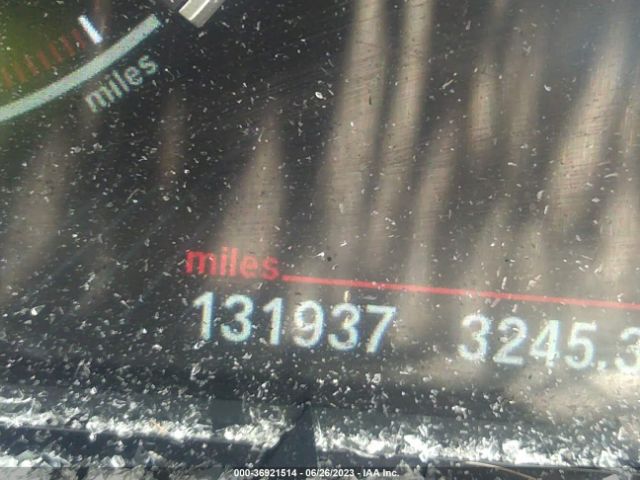 miles
miles
131937 3245.3
000-36921514 - 06/26/2023 - IAA Inc.